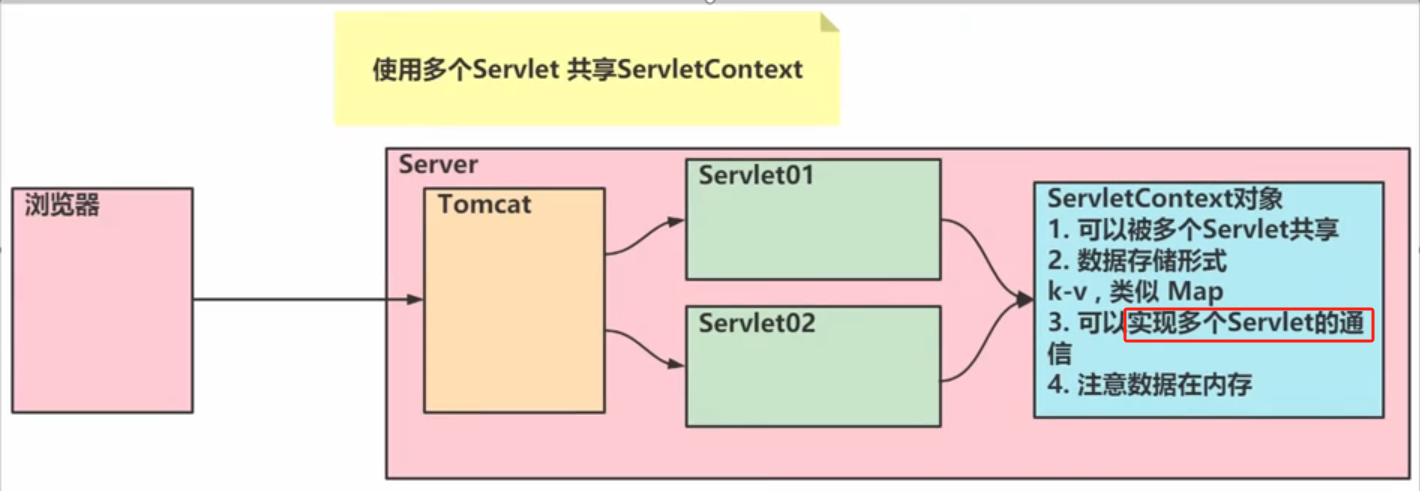 使用多个Servlet 共享ServletContext
浏览器
Server
Tomcat
Servlet01
Servlet02
ServletContext对象
1. 可以被多个Servlet共享
2. 数据存储形式
k-v , 类似 Map
3. 可以实现多个Servlet的通
信
4. 注意数据在内存